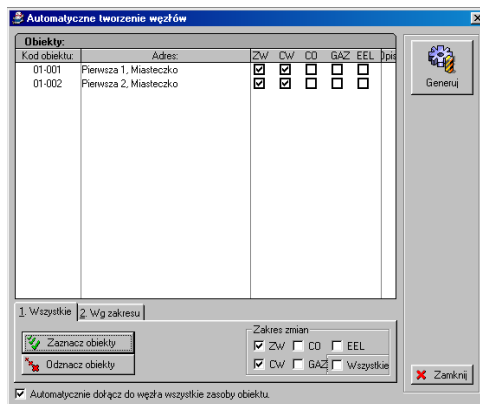 Automatyczne tworzenie węzłów
Obiekty:
Kod obiektu: Adres: ZW CW CO GAZ EEL Opis
01-001 Pierwsza 1, Miasteczko
01-002 Pierwsza 2, Miasteczko
Generuj
1. Wszystkie 2. Wg zakresu
Zaznacz obiekty
Odznacz obiekty
Zakres zmian
ZW CO EEL
CW GAZ Wszystkie
Zamknij
Automatycznie dołącz do węzła wszystkie zasoby obiektu.